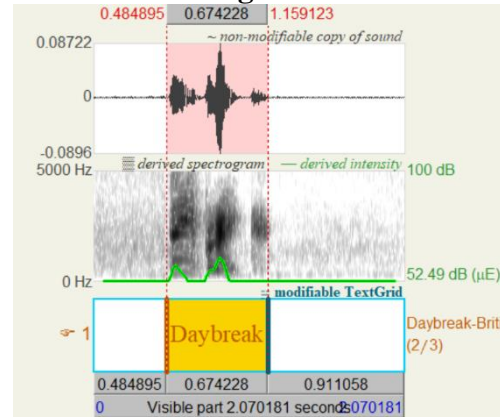 0.484895 0.674228 1.159123
~ non-modifiable copy of sound
0.08722
0
-0.0896
5000 Hz ▒ derived spectrogram — derived intensity 100 dB
0 Hz 52.49 dB (µE)
= modifiable TextGrid
☞ 1 Daybreak Daybreak-Briti
(2/3)
0.484895 0.674228 0.911058
0 Visible part 2.070181 seconds 2.070181